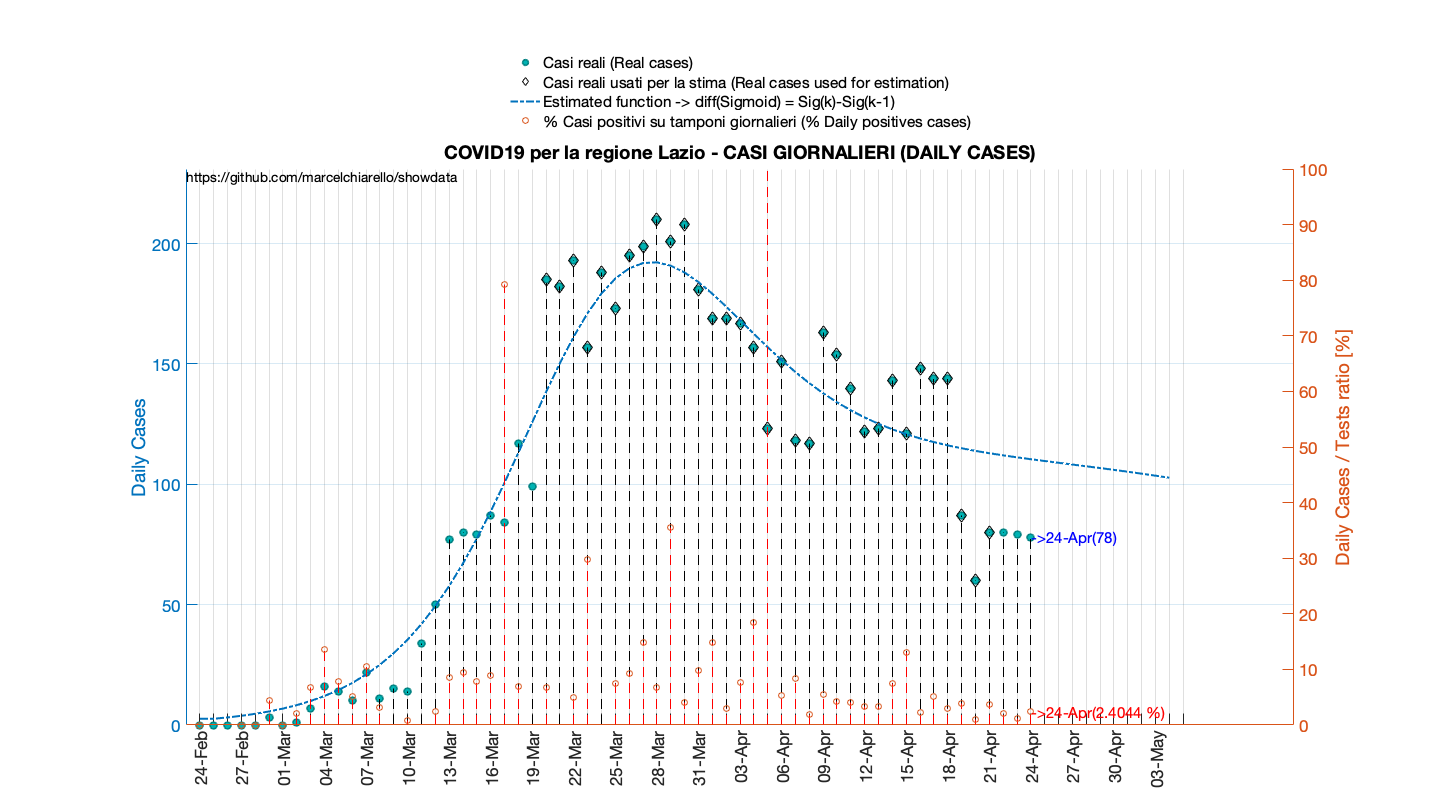 Casi reali (Real cases)
Casi reali usati per la stima (Real cases used for estimation)
Estimated function -> diff(Sigmoid) = Sig(k)-Sig(k-1)
% Casi positivi su tamponi giornalieri (% Daily positives cases)
COVID19 per la regione Lazio - CASI GIORNALIERI (DAILY CASES)
https://github.com/marcelchiarello/showdata
Daily Cases
200
150
100
50
0
100
90
80
70
60
50
40
30
20
10
0
Daily Cases / Tests ratio [%]
->24-Apr(78)
->24-Apr(2.4044 %)
24-Feb
27-Feb
01-Mar
04-Mar
07-Mar
10-Mar
13-Mar
16-Mar
19-Mar
22-Mar
25-Mar
28-Mar
31-Mar
03-Apr
06-Apr
09-Apr
12-Apr
15-Apr
18-Apr
21-Apr
24-Apr
27-Apr
30-Apr
03-May